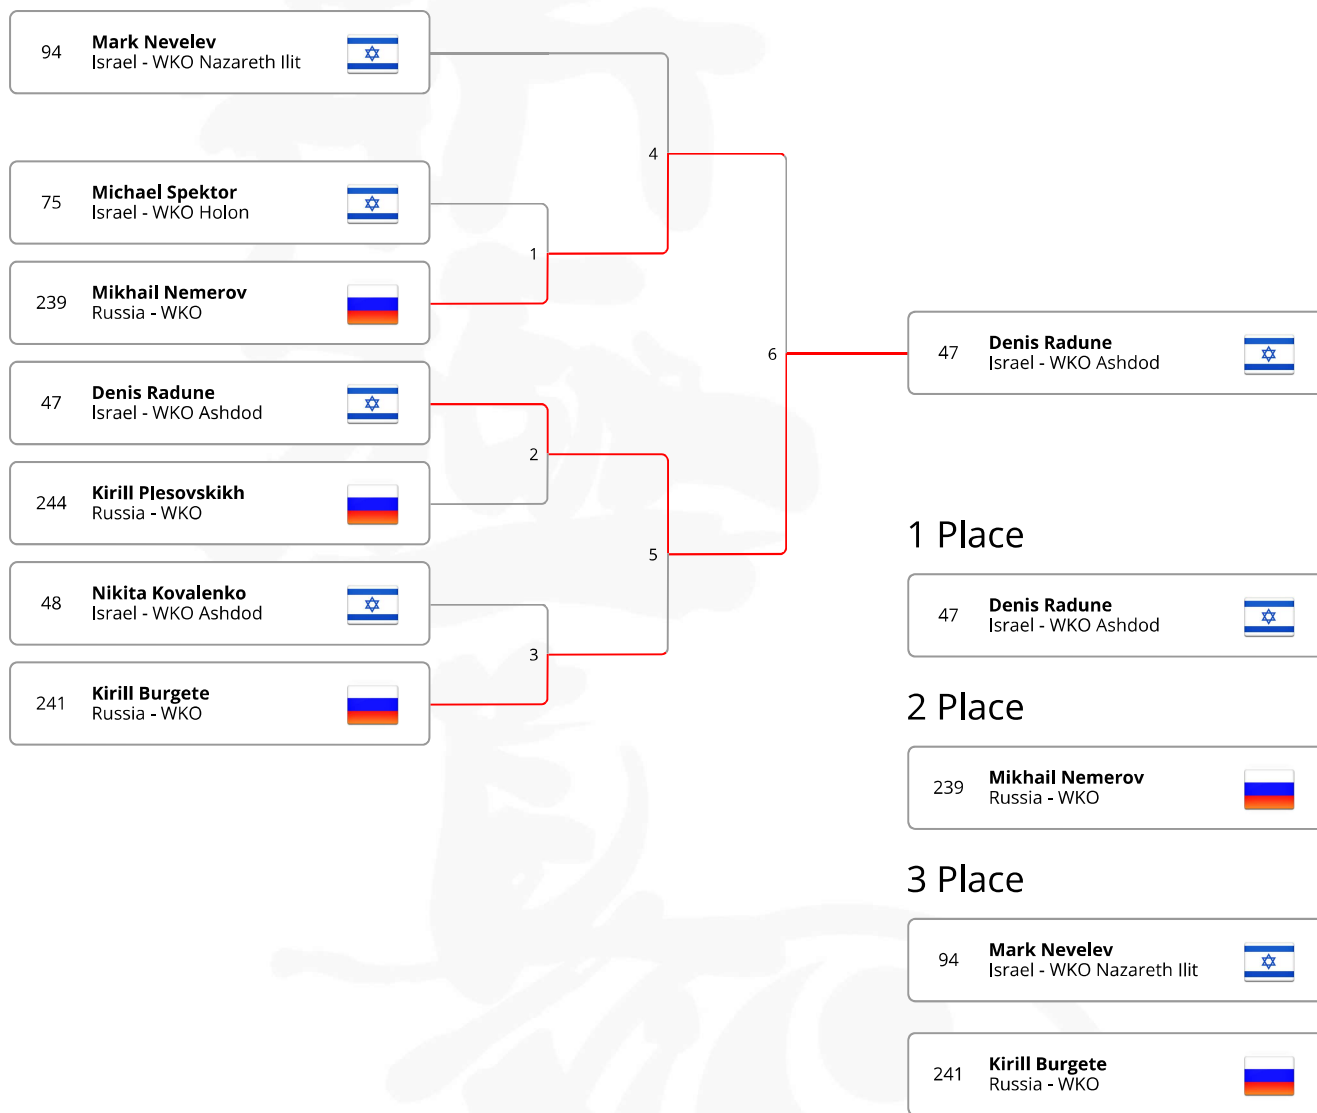 94
Mark Nevelev
Israel - WKO Nazareth Ilit
75
Michael Spektor
Israel - WKO Holon
239
Mikhail Nemerov
Russia - WKO
47
Denis Radune
Israel - WKO Ashdod
244
Kirill Plesovskikh
Russia - WKO
48
Nikita Kovalenko
Israel - WKO Ashdod
241
Kirill Burgete
Russia - WKO
1
2
3
4
5
6
47
Denis Radune
Israel - WKO Ashdod
1 Place
47
Denis Radune
Israel - WKO Ashdod
2 Place
239
Mikhail Nemerov
Russia - WKO
3 Place
94
Mark Nevelev
Israel - WKO Nazareth Ilit
241
Kirill Burgete
Russia - WKO